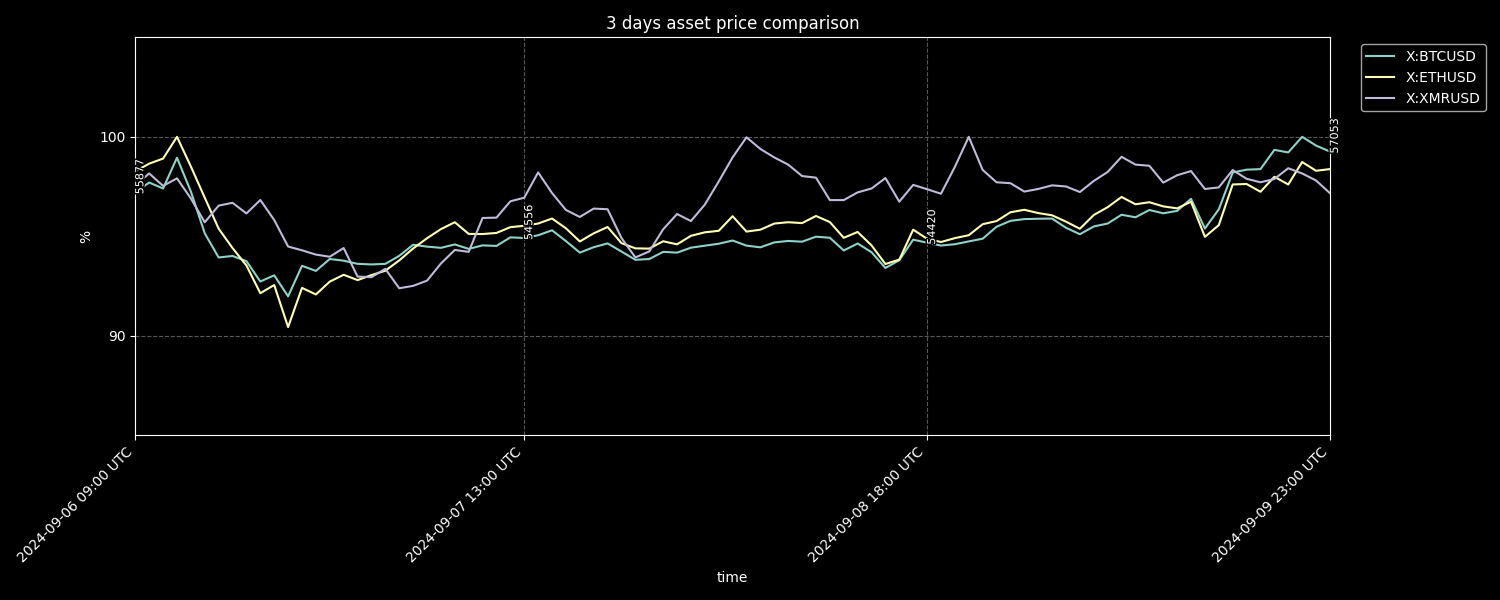 3 days asset price comparison
X:BTCUSD
X:ETHUSD
X:XMRUSD
100
90
%
55877
54556
54420
57053
2024-09-06 09:00 UTC
2024-09-07 13:00 UTC
2024-09-08 18:00 UTC
2024-09-09 23:00 UTC
time